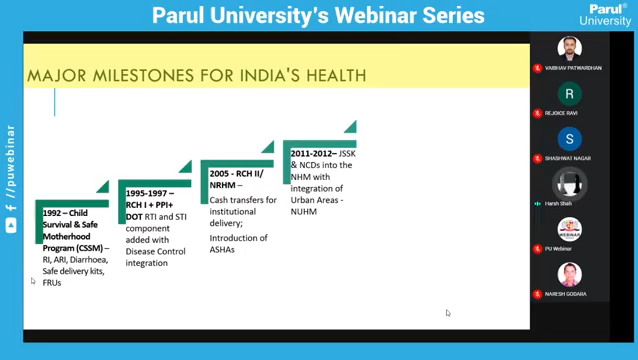 Parul University's Webinar Series
Parul®
University
/puwebinar
MAJOR MILESTONES FOR INDIA'S HEALTH
1992 – Child
Survival & Safe
Motherhood
Program (CSSM) –
RI, ARI, Diarrhoea,
Safe delivery kits,
FRUs
1995-1997 –
RCH I + PPI+
DOT RTI and STI
component
added with
Disease Control
integration
2005 - RCH II/
NRHM –
Cash transfers for
institutional
delivery;
Introduction of
ASHAs
2011-2012– JSSK
& NCDs into the
NHM with
integration of
Urban Areas -
NUHM
VAIBHAV PATWARDHAN
R
REJOICE RAVI
S
SHASHWAT NAGAR
Harsh Shah
WEBINAR
PU Webinar
NARESH GODARA